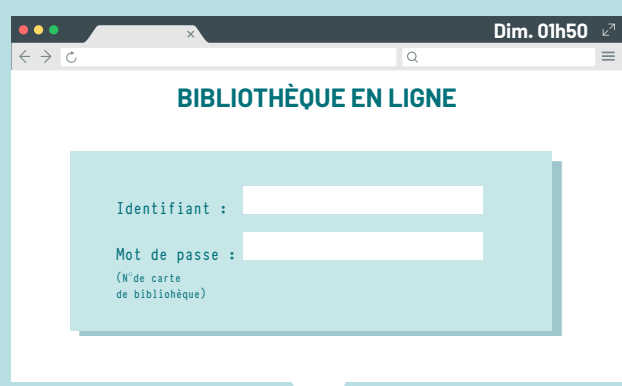 Dim. 01h50
BIBLIOTHÈQUE EN LIGNE
Identifiant :
Mot de passe :
(N°de carte
de bibliohèque)